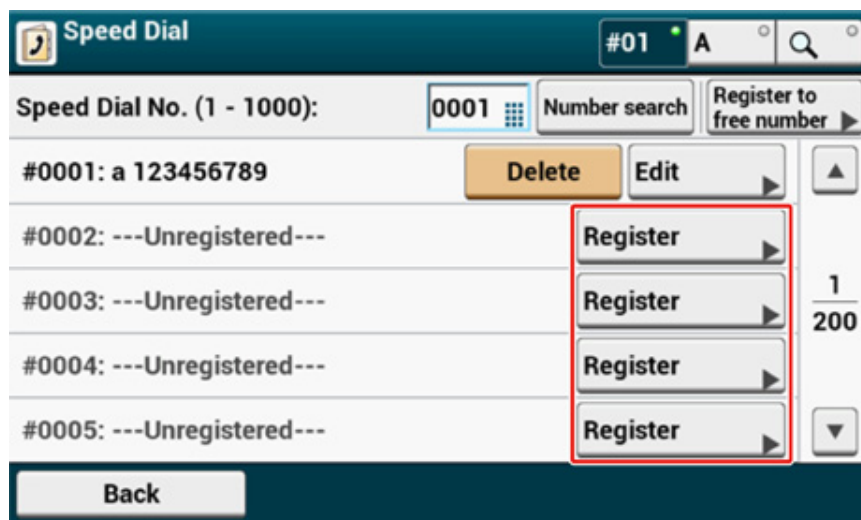 Speed Dial
#01
A
Speed Dial No. (1 - 1000):
0001
Number search
Register to
free number
#0001: a 123456789
Delete
Edit
#0002: ---Unregistered---
Register
#0003: ---Unregistered---
Register
1
200
#0004: ---Unregistered---
Register
#0005: ---Unregistered---
Register
Back